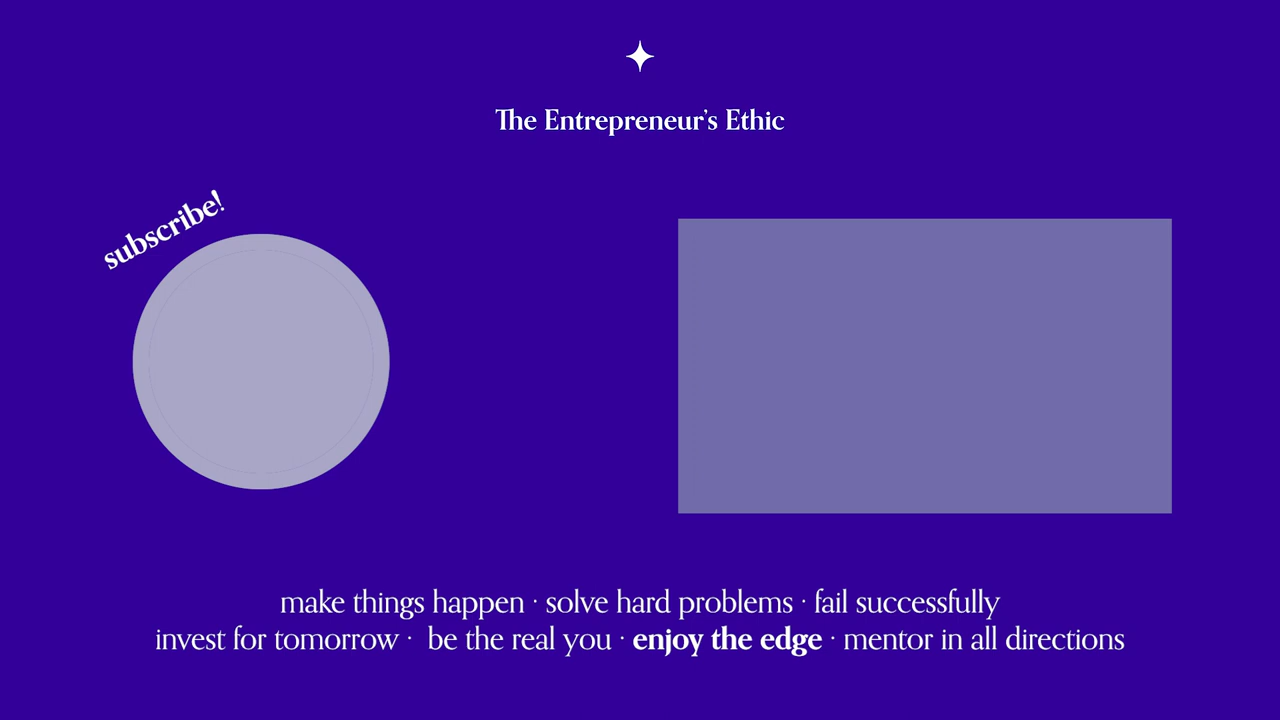 The Entrepreneur's Ethic
subscribe!
make things happen · solve hard problems · fail successfully
invest for tomorrow · be the real you · enjoy the edge · mentor in all directions